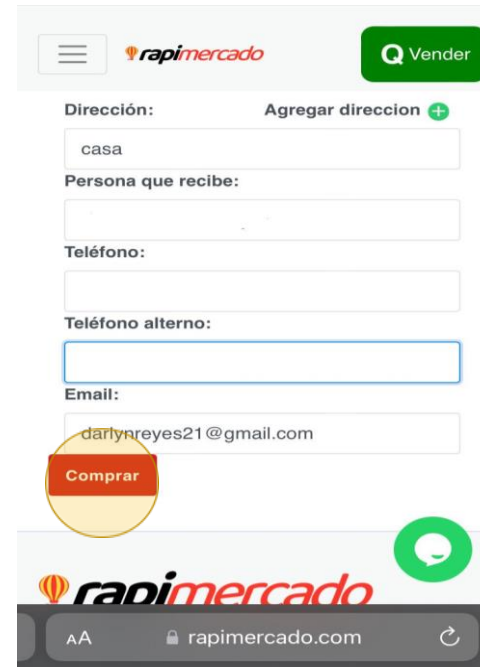 rapimercado
Q Vender
Dirección: Agregar direccion
casa
Persona que recibe:
Teléfono:
Teléfono alterno:
Email:
darlynreyes21@gmail.com
Comprar
rapimercado
AA rapimercado.com